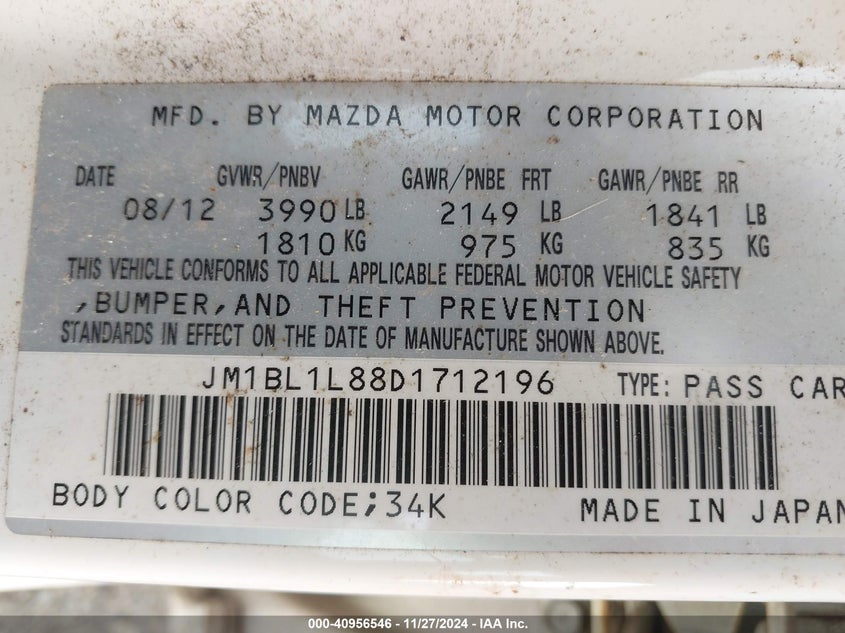 MFD. BY MAZDA MOTOR CORPORATION
DATE GVWR/PNBV GAWR/PNBE FRT GAWR/PNBE RR
08/12 3990 LB 2149 LB 1841 LB
1810 KG 975 KG 835 KG
THIS VEHICLE CONFORMS TO ALL APPLICABLE FEDERAL MOTOR VEHICLE SAFETY
,BUMPER,AND THEFT PREVENTION
STANDARDS IN EFFECT ON THE DATE OF MANUFACTURE SHOWN ABOVE.
JM1BL1L88D1712196 TYPE: PASS CAR
BODY COLOR CODE;34K MADE IN JAPAN
000-40956546 - 11/27/2024 - IAA Inc.